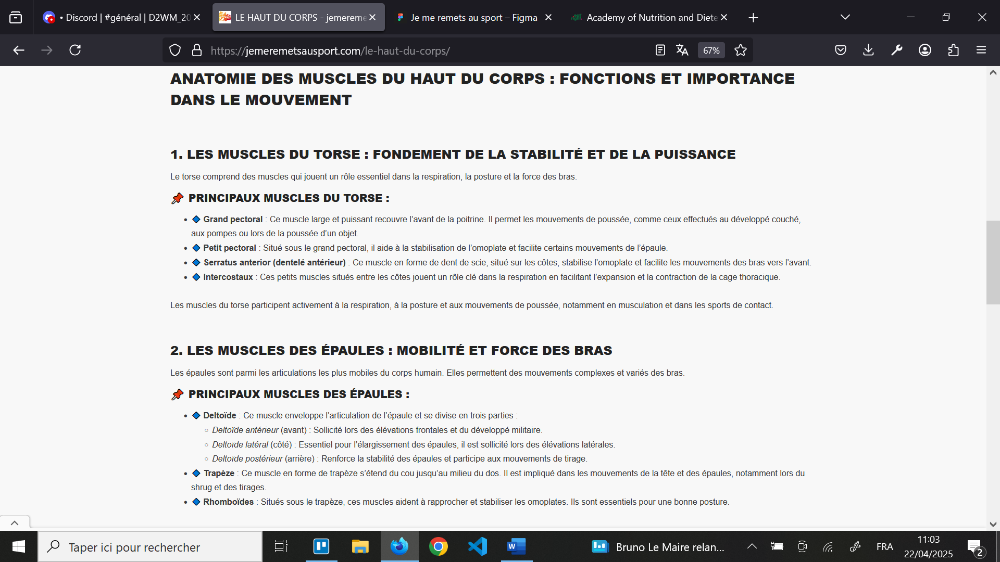 • Discord | #général | D2WM_20
LE HAUT DU CORPS - jemereme
Je me remets au sport – Figma
Academy of Nutrition and Diete
https://jemeremetsausport.com/le-haut-du-corps/
67%
ANATOMIE DES MUSCLES DU HAUT DU CORPS : FONCTIONS ET IMPORTANCE
DANS LE MOUVEMENT
1. LES MUSCLES DU TORSE : FONDEMENT DE LA STABILITÉ ET DE LA PUISSANCE
Le torse comprend des muscles qui jouent un rôle essentiel dans la respiration, la posture et la force des bras.
PRINCIPAUX MUSCLES DU TORSE :
• Grand pectoral : Ce muscle large et puissant recouvre l’avant de la poitrine. Il permet les mouvements de poussée, comme ceux effectués au développé couché,
aux pompes ou lors de la poussée d’un objet.
• Petit pectoral : Situé sous le grand pectoral, il aide à la stabilisation de l’omoplate et facilite certains mouvements de l’épaule.
• Serratus anterior (dentelé antérieur) : Ce muscle en forme de dent de scie, situé sur les côtes, stabilise l’omoplate et facilite les mouvements des bras vers l’avant.
• Intercostaux : Ces petits muscles situés entre les côtes jouent un rôle clé dans la respiration en facilitant l’expansion et la contraction de la cage thoracique.
Les muscles du torse participent activement à la respiration, à la posture et aux mouvements de poussée, notamment en musculation et dans les sports de contact.
2. LES MUSCLES DES ÉPAULES : MOBILITÉ ET FORCE DES BRAS
Les épaules sont parmi les articulations les plus mobiles du corps humain. Elles permettent des mouvements complexes et variés des bras.
PRINCIPAUX MUSCLES DES ÉPAULES :
• Deltoïde : Ce muscle enveloppe l’articulation de l’épaule et se divise en trois parties :
◦ Deltoïde antérieur (avant) : Sollicité lors des élévations frontales et du développé militaire.
◦ Deltoïde latéral (côté) : Essentiel pour l’élargissement des épaules, il est sollicité lors des élévations latérales.
◦ Deltoïde postérieur (arrière) : Renforce la stabilité des épaules et participe aux mouvements de tirage.
• Trapèze : Ce muscle en forme de trapèze s’étend du cou jusqu’au milieu du dos. Il est impliqué dans les mouvements de la tête et des épaules, notamment lors du
shrug et des tirages.
• Rhomboïdes : Situés sous le trapèze, ces muscles aident à rapprocher et stabiliser les omoplates. Ils sont essentiels pour une bonne posture.
Taper ici pour rechercher
Bruno Le Maire relan...
FRA
11:03
22/04/2025
2